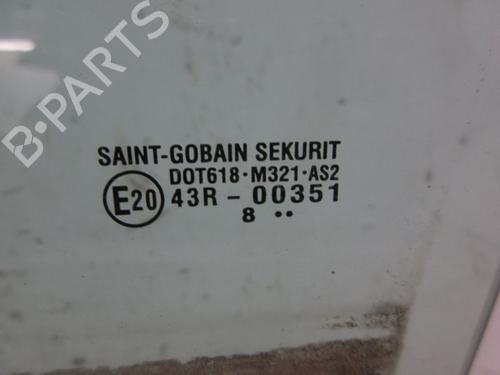 B-PARTS
SAINT-GOBAIN SEKURIT
DOT618·M321·AS2
E20 43R - 00351
8 ··